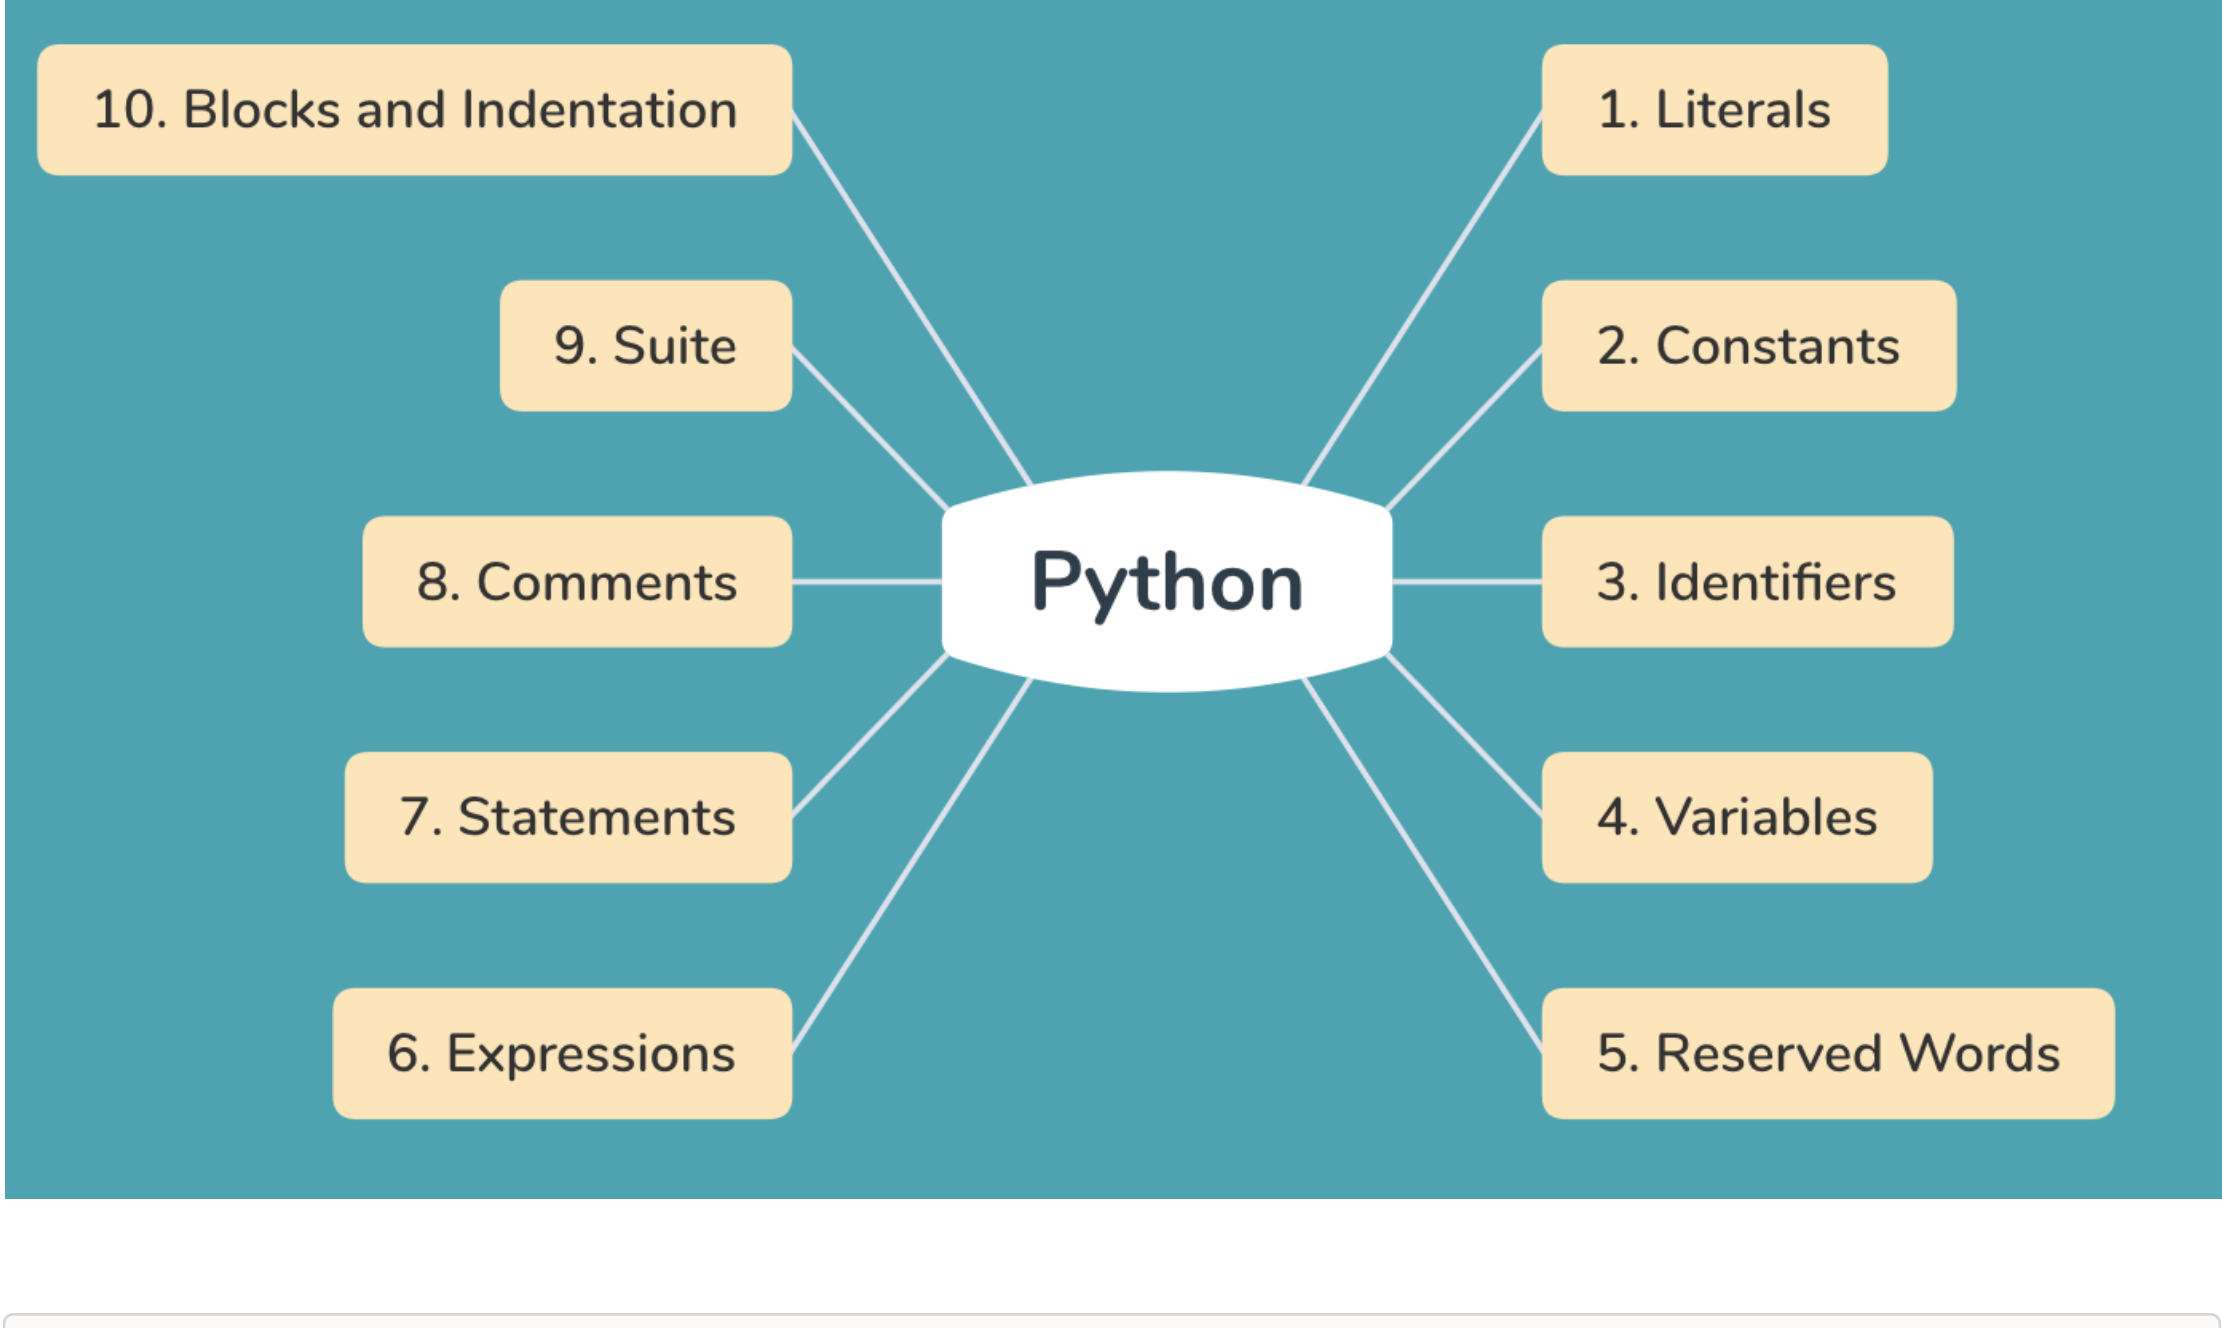 10. Blocks and Indentation
1. Literals
9. Suite
2. Constants
8. Comments
Python
3. Identifiers
7. Statements
4. Variables
6. Expressions
5. Reserved Words